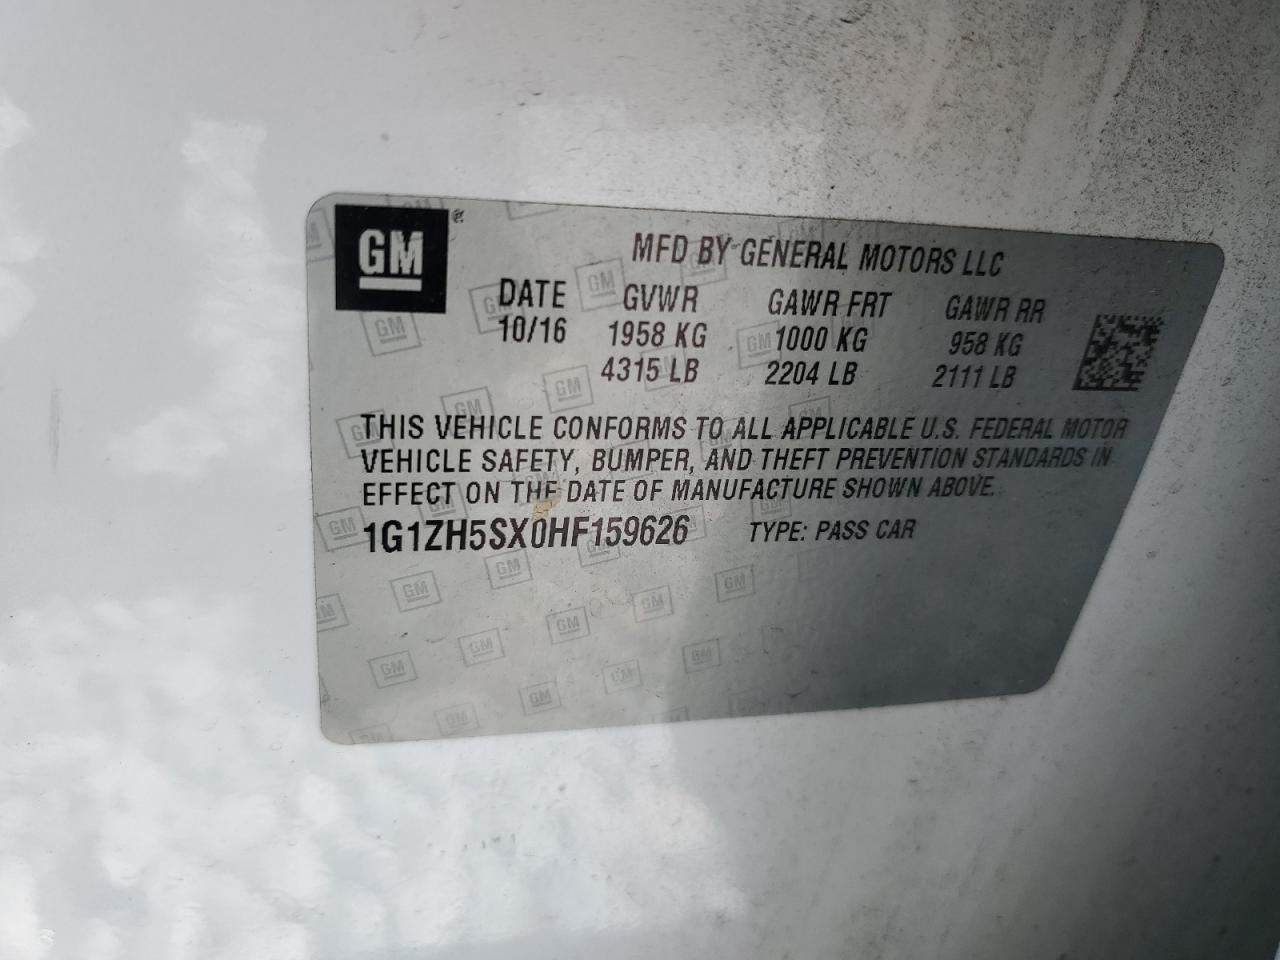 GM
MFD BY GENERAL MOTORS LLC
DATE GVWR GAWR FRT GAWR RR
10/16 1958 KG 1000 KG 958 KG
4315 LB 2204 LB 2111 LB
THIS VEHICLE CONFORMS TO ALL APPLICABLE U.S. FEDERAL MOTOR
VEHICLE SAFETY, BUMPER, AND THEFT PREVENTION STANDARDS IN
EFFECT ON THE DATE OF MANUFACTURE SHOWN ABOVE.
1G1ZH5SX0HF159626 TYPE: PASS CAR